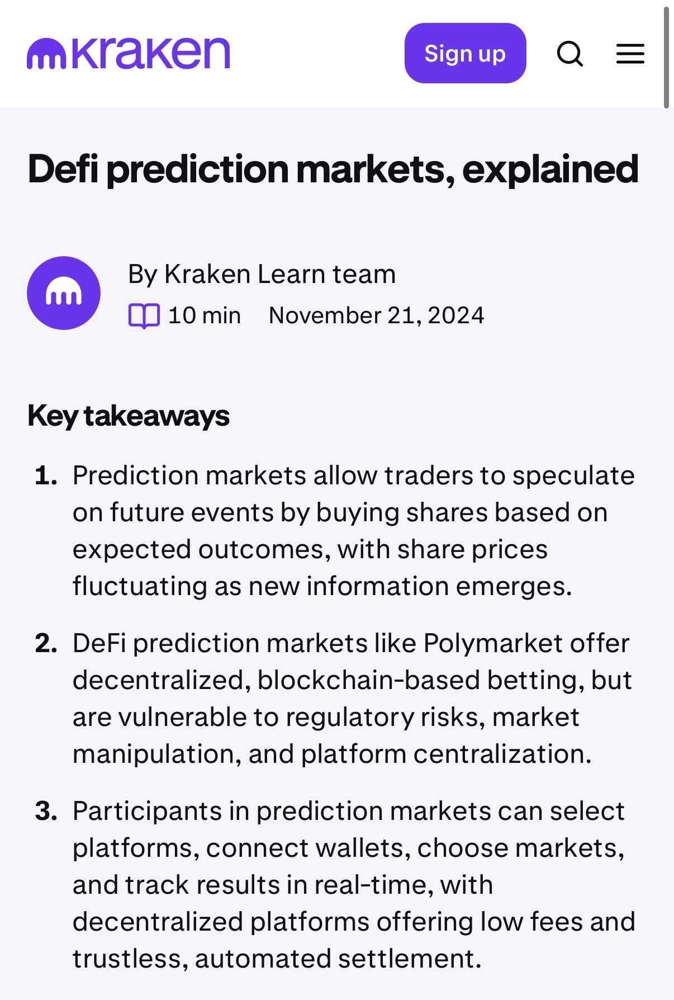 kraken
Sign up
Defi prediction markets, explained
By Kraken Learn team
10 min November 21, 2024
Key takeaways
1. Prediction markets allow traders to speculate
on future events by buying shares based on
expected outcomes, with share prices
fluctuating as new information emerges.
2. DeFi prediction markets like Polymarket offer
decentralized, blockchain-based betting, but
are vulnerable to regulatory risks, market
manipulation, and platform centralization.
3. Participants in prediction markets can select
platforms, connect wallets, choose markets,
and track results in real-time, with
decentralized platforms offering low fees and
trustless, automated settlement.